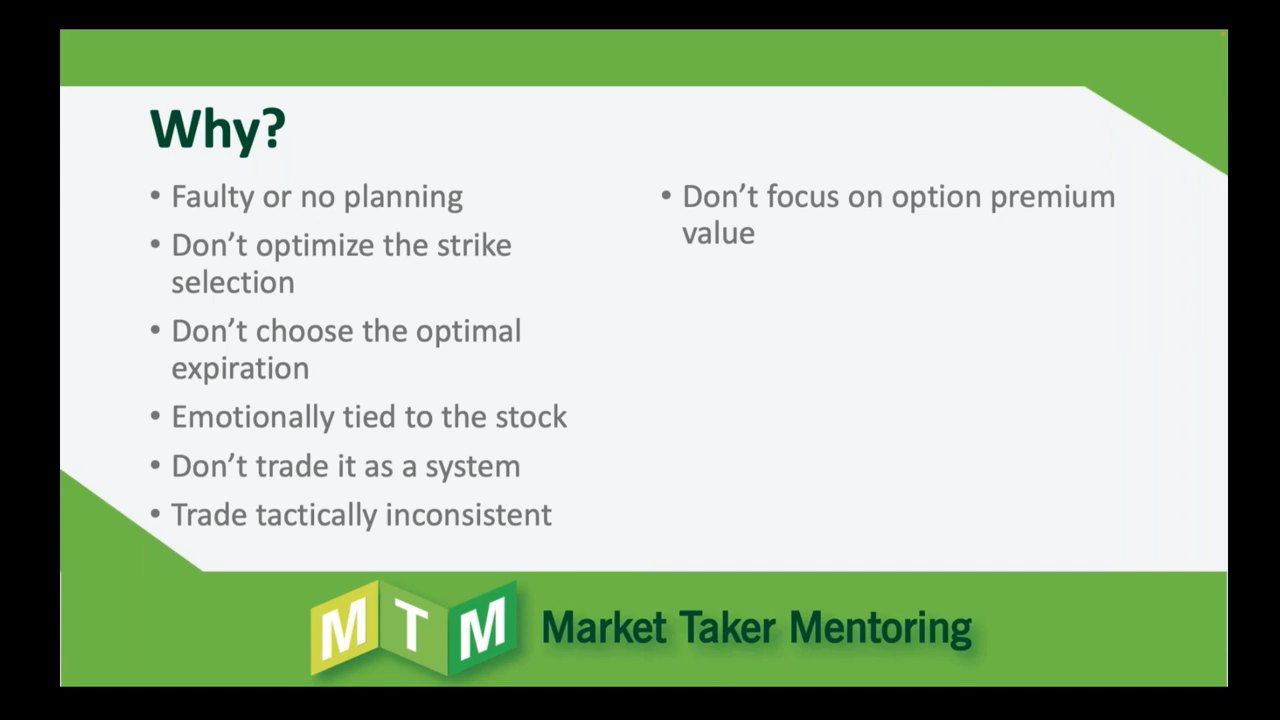 Why?
• Faulty or no planning
• Don’t optimize the strike
selection
• Don’t choose the optimal
expiration
• Emotionally tied to the stock
• Don’t trade it as a system
• Trade tactically inconsistent
• Don’t focus on option premium
value
MTM Market Taker Mentoring